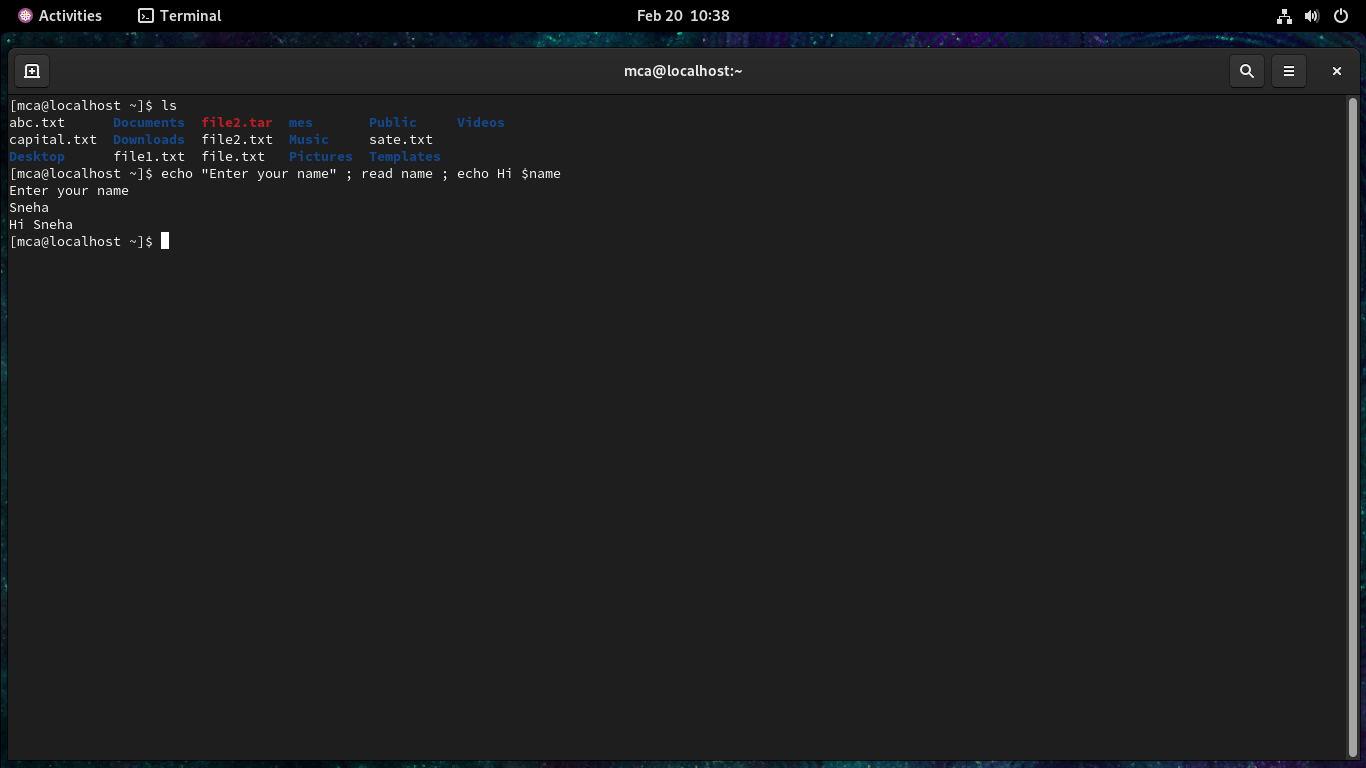 Activities Terminal Feb 20 10:38
mca@localhost:~
[mca@localhost ~]$ ls
abc.txt      Documents  file2.tar  mes       Public     Videos
capital.txt  Downloads  file2.txt  Music     sate.txt
Desktop      file1.txt  file.txt   Pictures  Templates
[mca@localhost ~]$ echo "Enter your name" ; read name ; echo Hi $name
Enter your name
Sneha
Hi Sneha
[mca@localhost ~]$